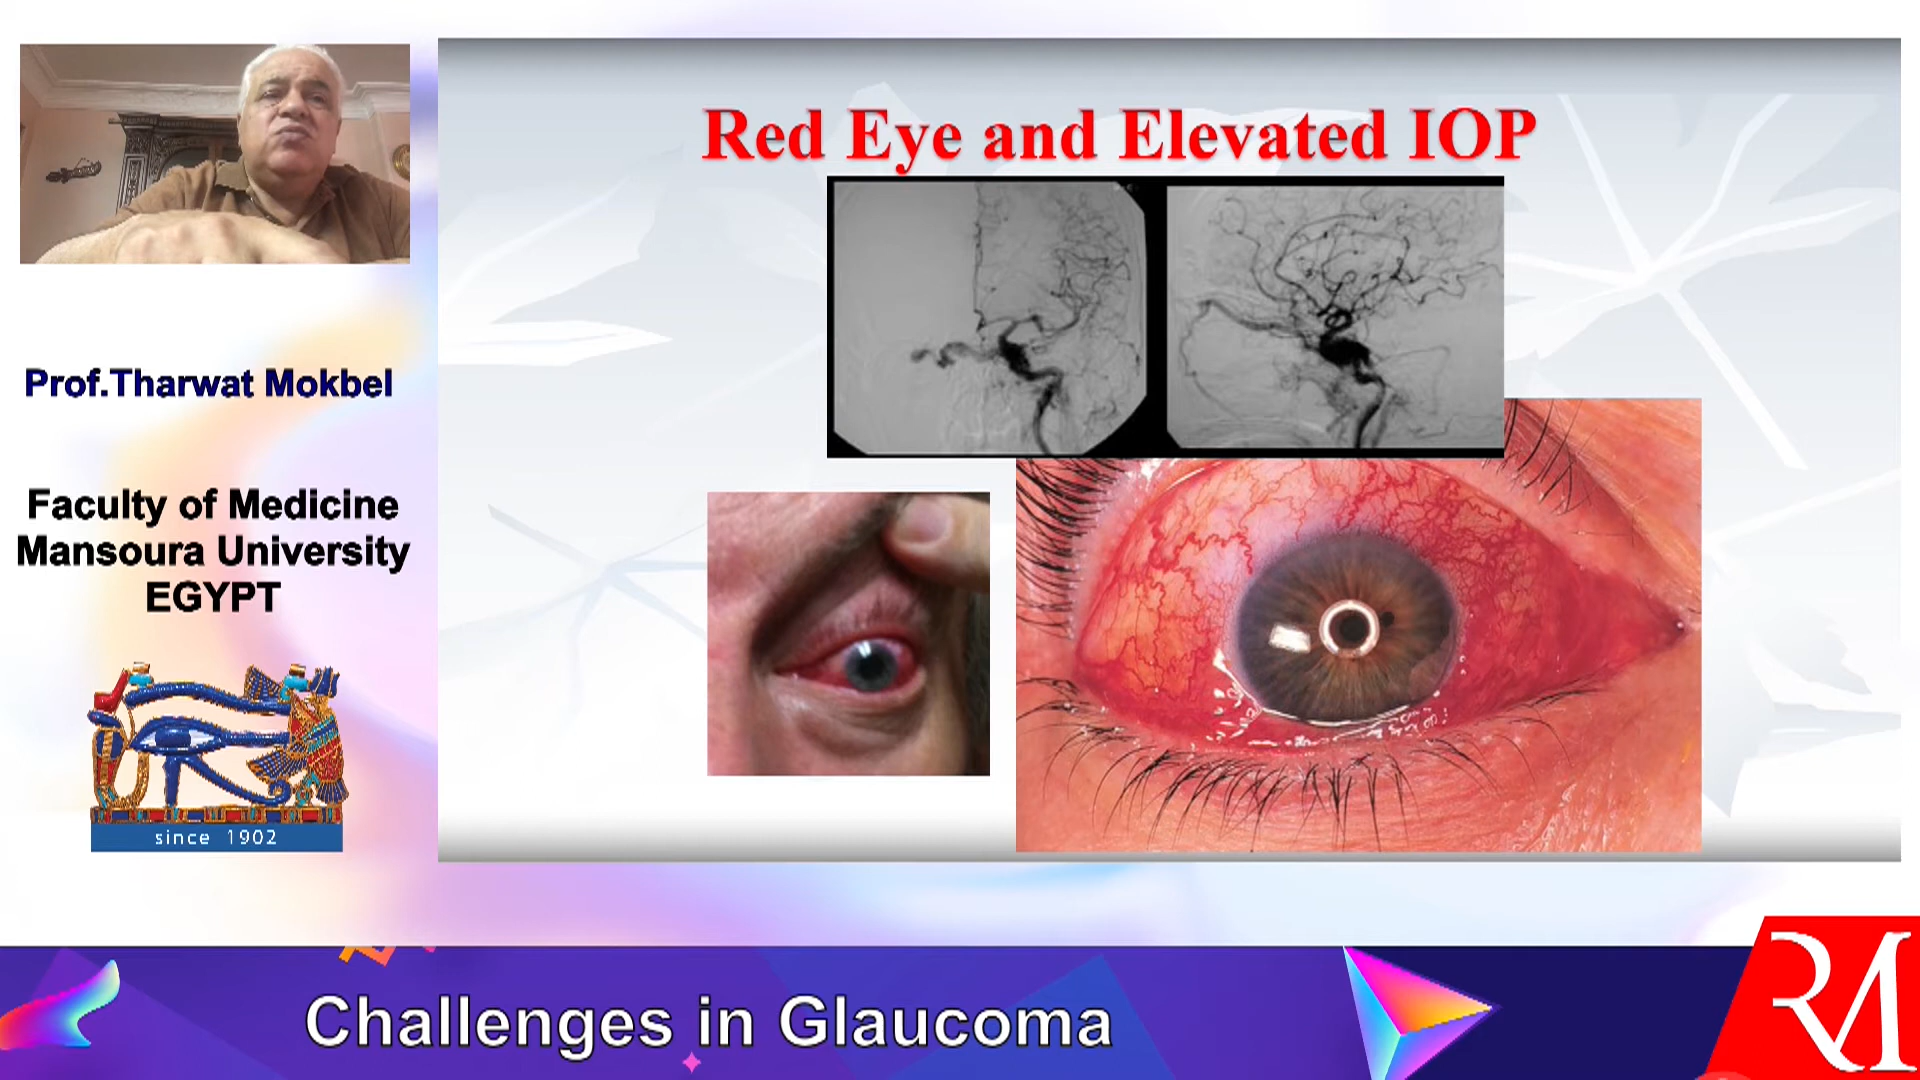 Red Eye and Elevated IOP
Prof.Tharwat Mokbel
Faculty of Medicine
Mansoura University
EGYPT
since 1902
Challenges in Glaucoma
RM